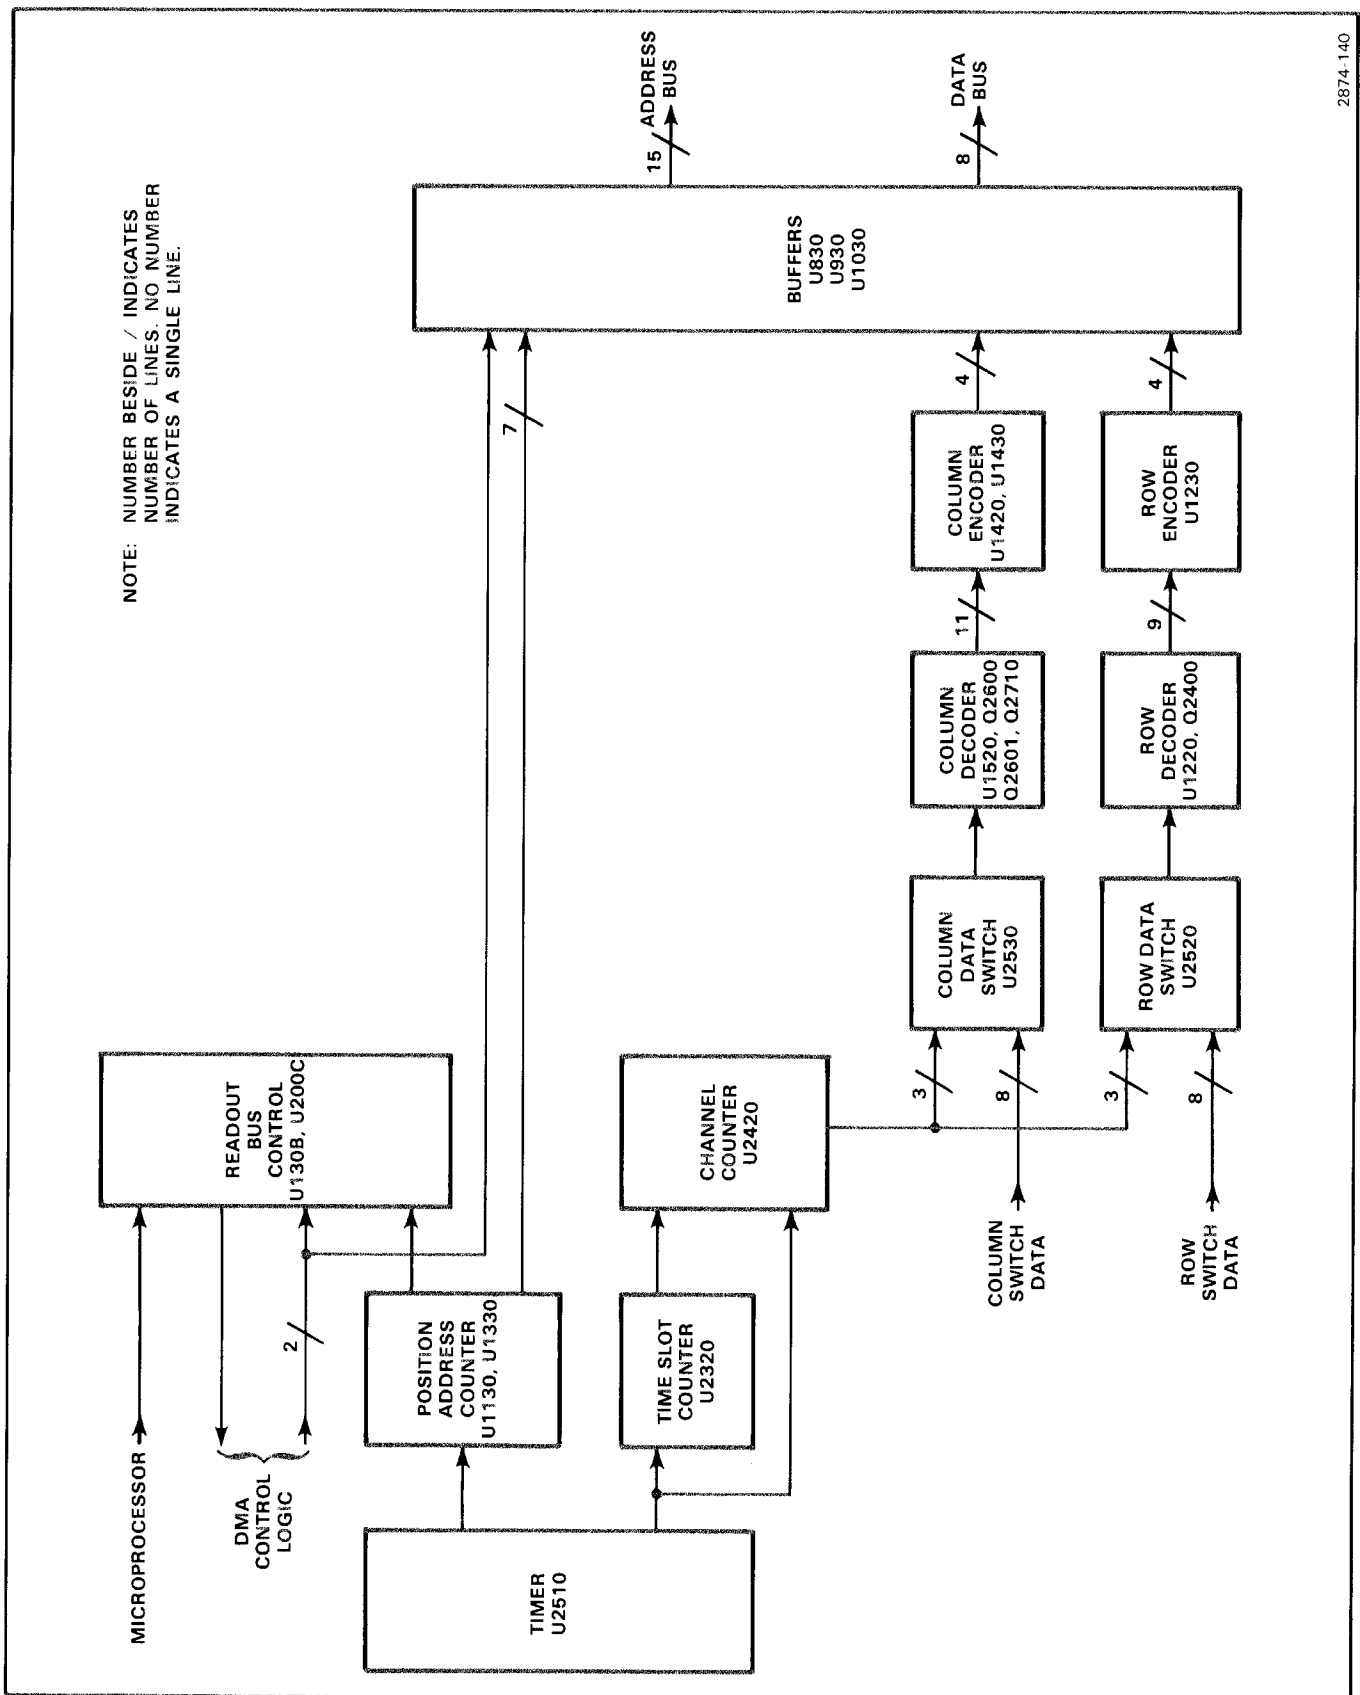 NOTE: NUMBER BESIDE / INDICATES
NUMBER OF LINES. NO NUMBER
INDICATES A SINGLE LINE.
MICROPROCESSOR
DMA
CONTROL
LOGIC
2
READOUT
BUS
CONTROL
U130B, U200C
TIMER
U2510
POSITION
ADDRESS
COUNTER
U1130, U1330
TIME SLOT
COUNTER
U2320
CHANNEL
COUNTER
U2420
7
BUFFERS
U830
U930
U1030
15
ADDRESS
BUS
8
DATA
BUS
COLUMN
SWITCH
DATA
3
8
COLUMN
DATA
SWITCH
U2530
COLUMN
DECODER
U1520, Q2600
Q2601, Q2710
11
COLUMN
ENCODER
U1420, U1430
4
ROW
SWITCH
DATA
3
8
ROW DATA
SWITCH
U2520
ROW
DECODER
U1220, Q2400
9
ROW
ENCODER
U1230
4
2874-140